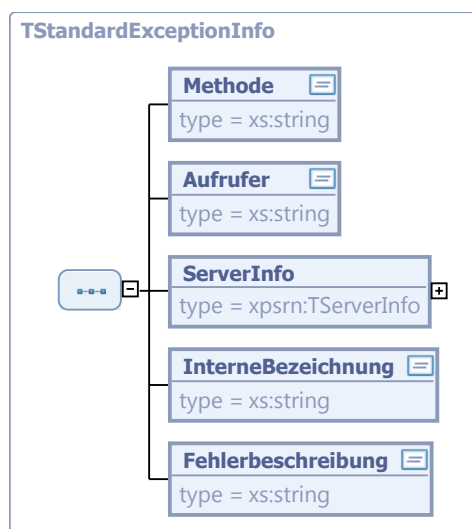 TStandardExceptionInfo
Methode
type = xs:string
Aufrufer
type = xs:string
ServerInfo
type = xpsrn:TServerInfo
InterneBezeichnung
type = xs:string
Fehlerbeschreibung
type = xs:string